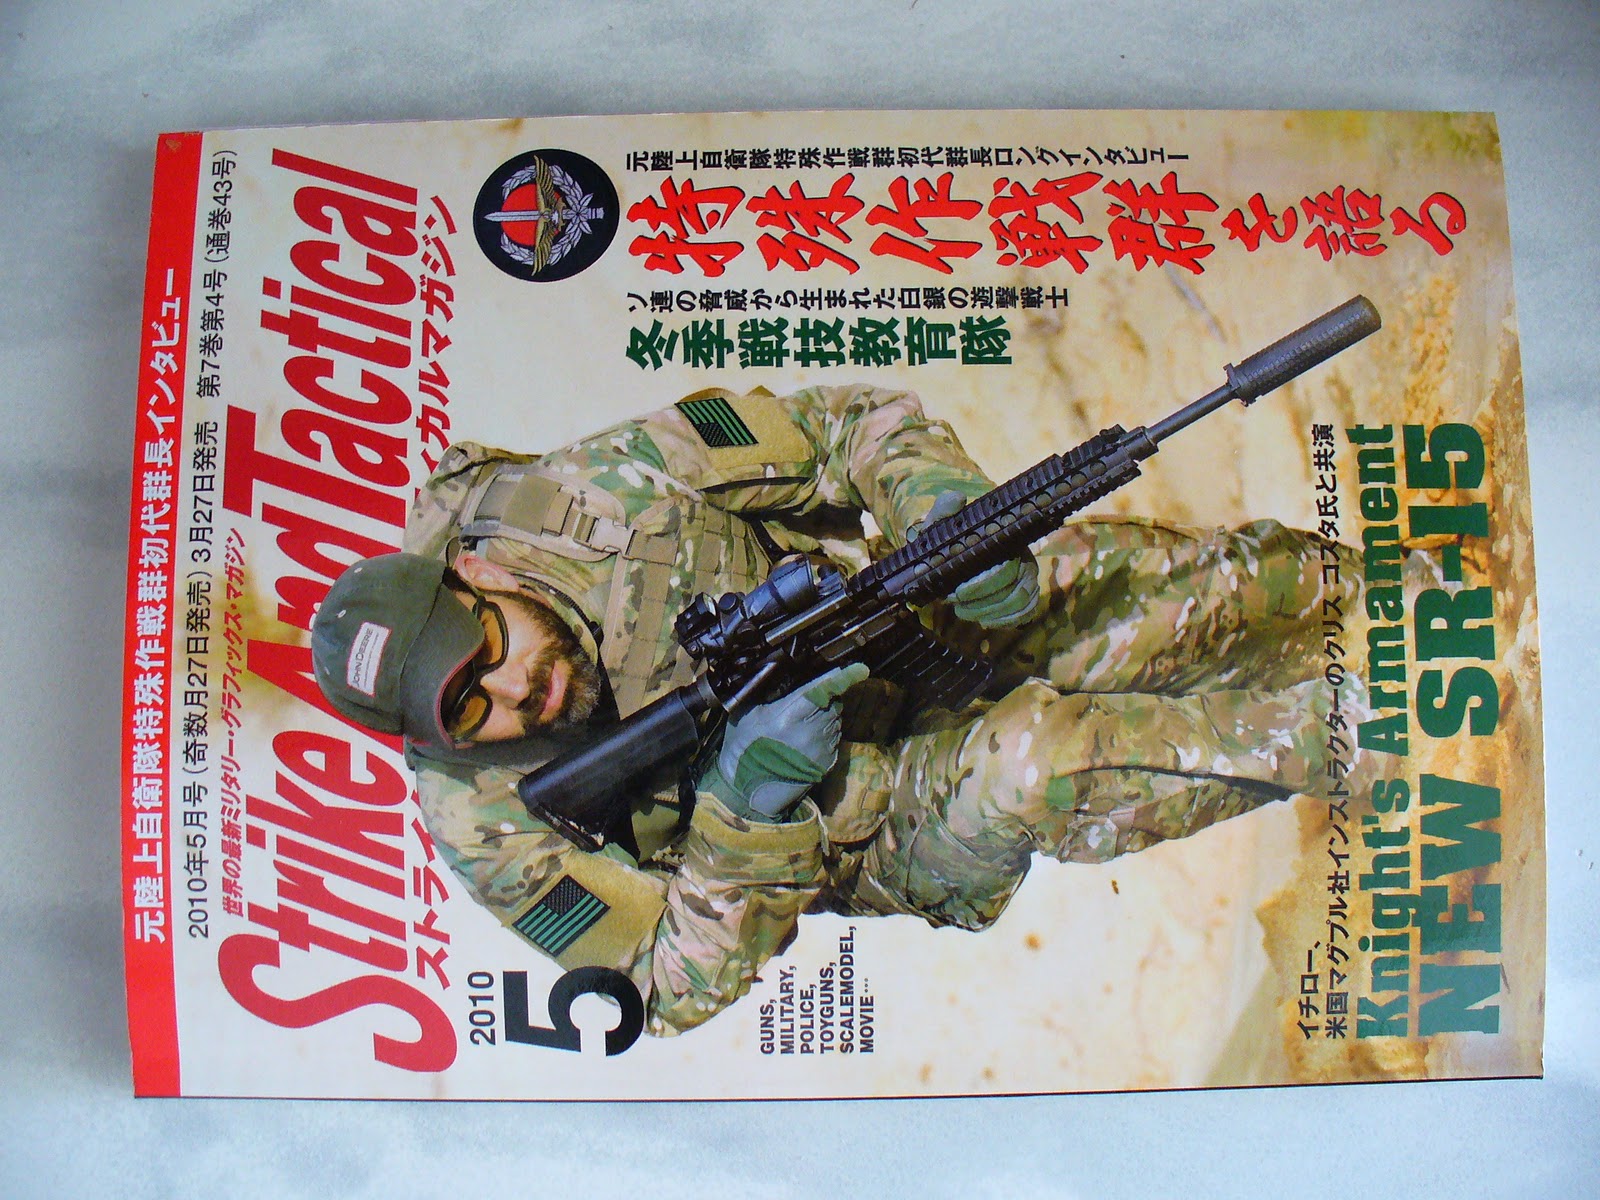 元陸上自衛隊特殊作戦群初代群長インタビュー
2010年5月号(奇数月27日発売) 3月27日発売 第7巻第4号(通巻43号)
世界の最新ミリタリー・グラフィックス・マガジン
Strike And Tactical
ストライ
ィカルマガジン
2010
5
元陸上自衛隊特殊作戦群初代群長ロングインタビュー
特殊作戦群を語る
ソ連の脅威から生まれた白銀の遊撃戦士
冬季戦技教育隊
JOHN DEERE
GUNS,
MILITARY,
POLICE,
TOYGUNS,
SCALEMODEL,
MOVIE…
イチロー、
米国マグプル社インストラクターのクリス コスタ氏と共演
Knight's Armament
NEW SR-15